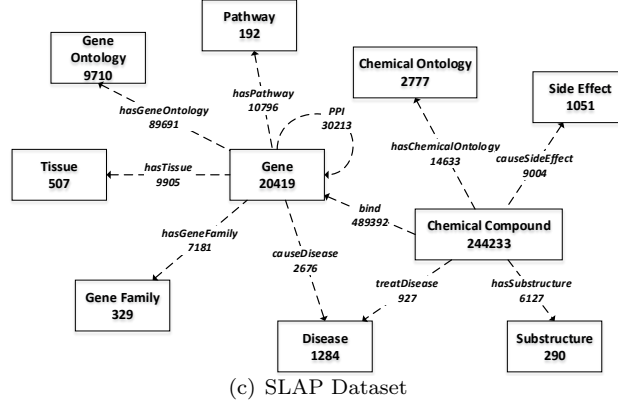 Pathway
192
Gene
Ontology
9710
Chemical Ontology
2777
Side Effect
1051
hasGeneOntology
89691
hasPathway
10796
PPI
30213
hasChemicalOntology
14633
causeSideEffect
9004
Tissue
507
hasTissue
9905
Gene
20419
bind
489392
Chemical Compound
244233
hasGeneFamily
7181
causeDisease
2676
treatDisease
927
hasSubstructure
6127
Gene Family
329
Disease
1284
Substructure
290
(c) SLAP Dataset